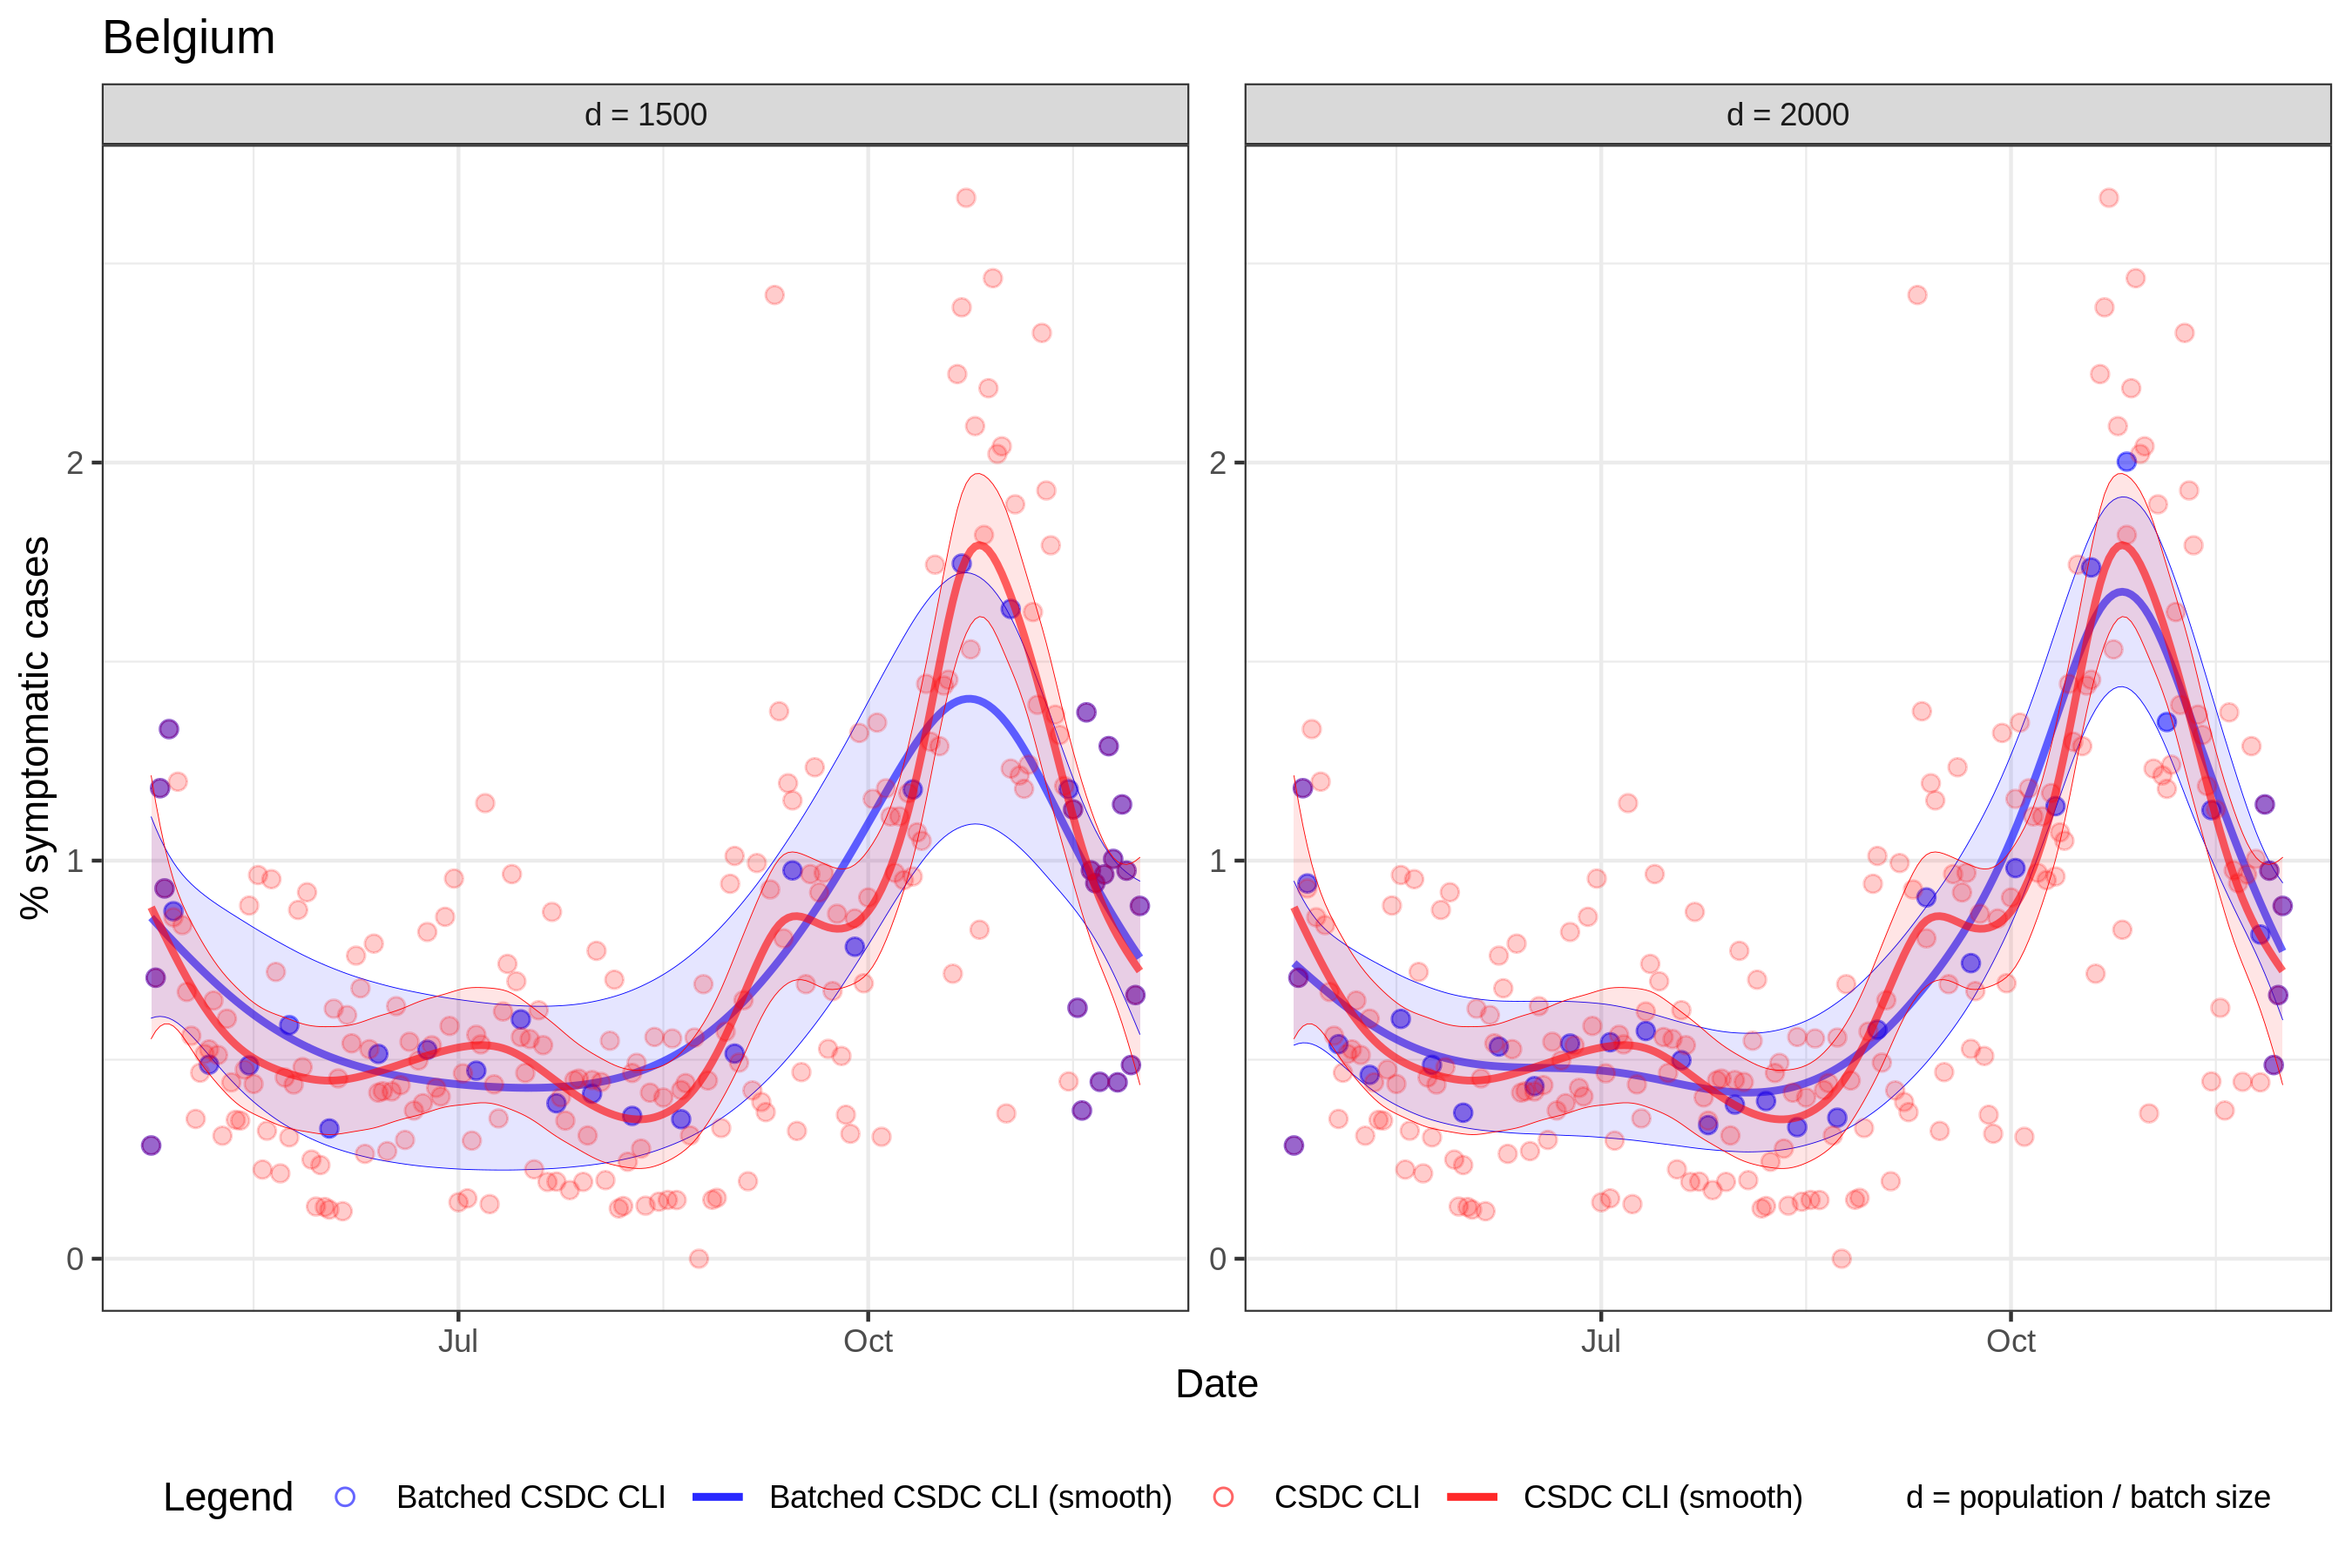 Belgium
d = 1500
d = 2000
% symptomatic cases
2
1
0
2
1
0
Jul
Oct
Jul
Oct
Date
Legend Batched CSDC CLI Batched CSDC CLI (smooth) CSDC CLI CSDC CLI (smooth) d = population / batch size